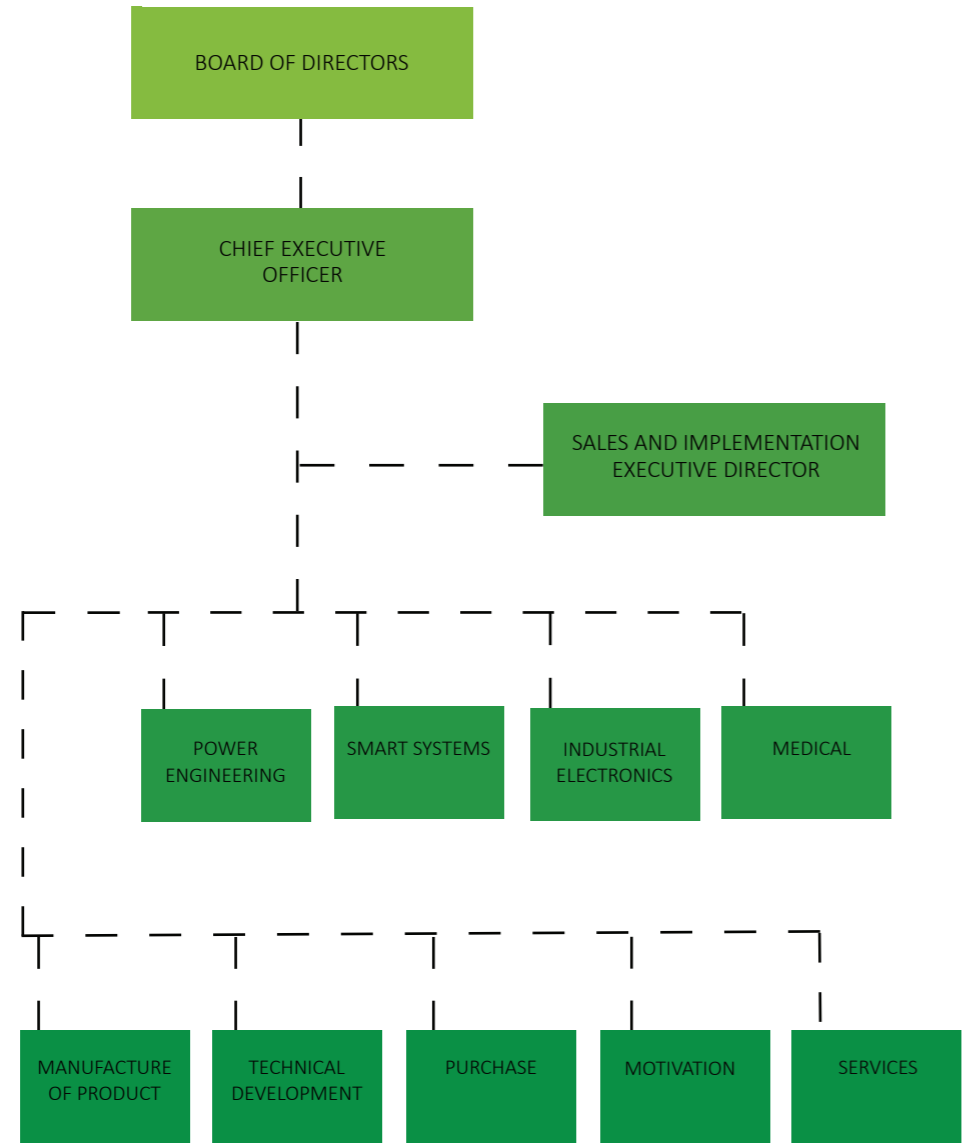 BOARD OF DIRECTORS
CHIEF EXECUTIVE
OFFICER
SALES AND IMPLEMENTATION
EXECUTIVE DIRECTOR
POWER
ENGINEERING
SMART SYSTEMS
INDUSTRIAL
ELECTRONICS
MEDICAL
MANUFACTURE
OF PRODUCT
TECHNICAL
DEVELOPMENT
PURCHASE
MOTIVATION
SERVICES